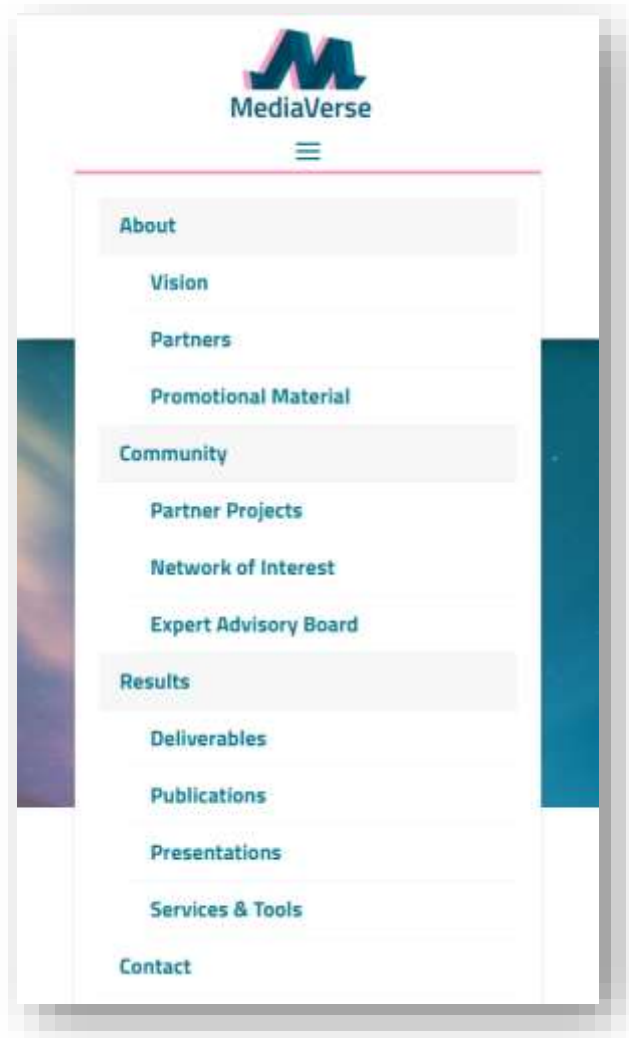 MediaVerse
About
Vision
Partners
Promotional Material
Community
Partner Projects
Network of Interest
Expert Advisory Board
Results
Deliverables
Publications
Presentations
Services & Tools
Contact